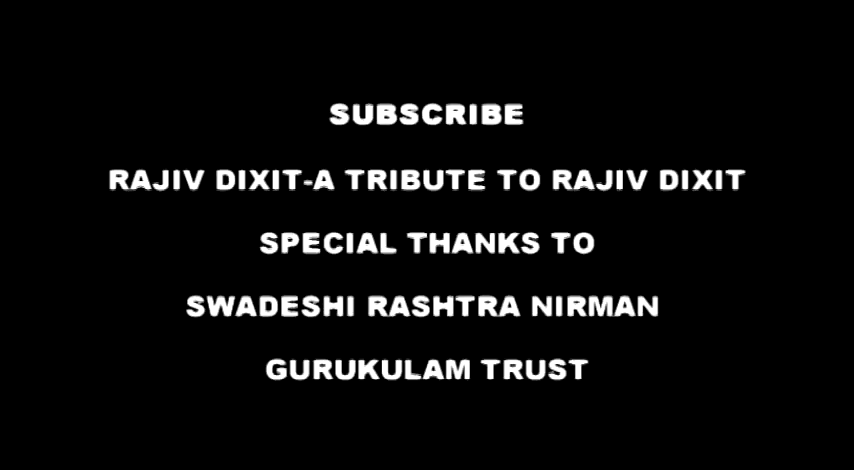 SUBSCRIBE
RAJIV DIXIT-A TRIBUTE TO RAJIV DIXIT
SPECIAL THANKS TO
SWADESHI RASHTRA NIRMAN
GURUKULAM TRUST